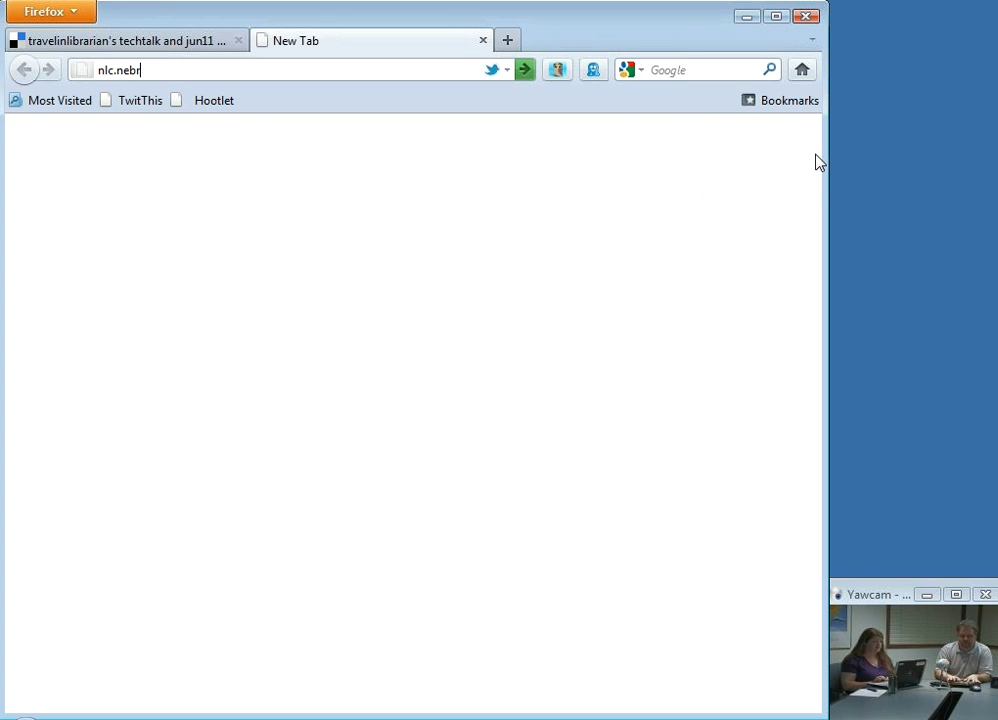 Firefox
travelinlibrarian's techtalk and jun11 ...
New Tab
nlc.nebr
Google
Most Visited
TwitThis
Hootlet
Bookmarks
Yawcam - ...